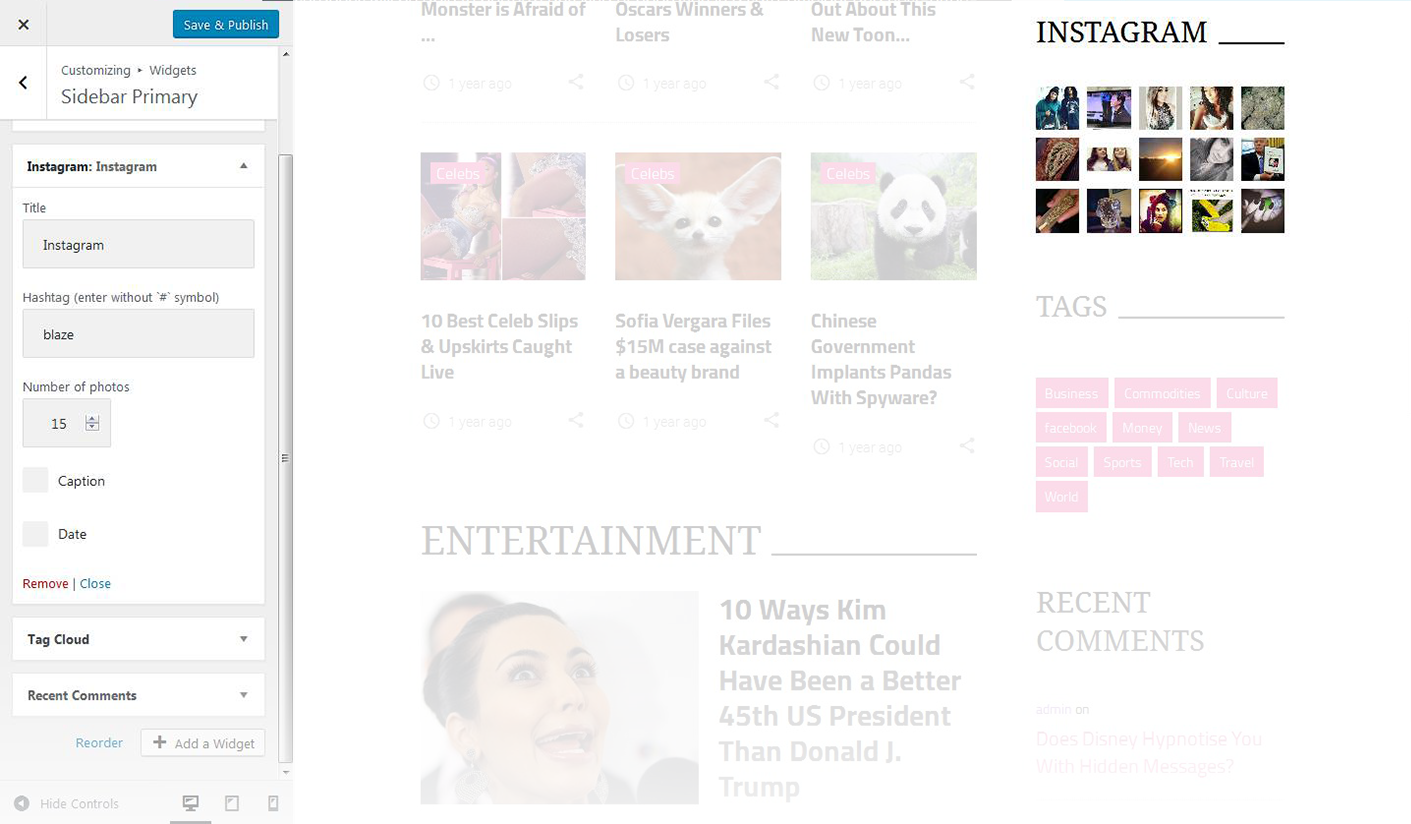 Save & Publish
Customizing ▸ Widgets
Sidebar Primary
Instagram: Instagram
Title
Instagram
Hashtag (enter without `#` symbol)
blaze
Number of photos
15
Caption
Date
Remove | Close
Tag Cloud
Recent Comments
Reorder
Add a Widget
Hide Controls
Monster is Afraid of
...
1 year ago
Oscars Winners &
Losers
1 year ago
Out About This
New Toon...
1 year ago
Celebs
10 Best Celeb Slips
& Upskirts Caught
Live
1 year ago
Celebs
Sofia Vergara Files
$15M case against
a beauty brand
1 year ago
Celebs
Chinese
Government
Implants Pandas
With Spyware?
1 year ago
ENTERTAINMENT
10 Ways Kim
Kardashian Could
Have Been a Better
45th US President
Than Donald J.
Trump
INSTAGRAM
TAGS
Business Commodities Culture
facebook Money News
Social Sports Tech Travel
World
RECENT
COMMENTS
admin on
Does Disney Hypnotise You
With Hidden Messages?